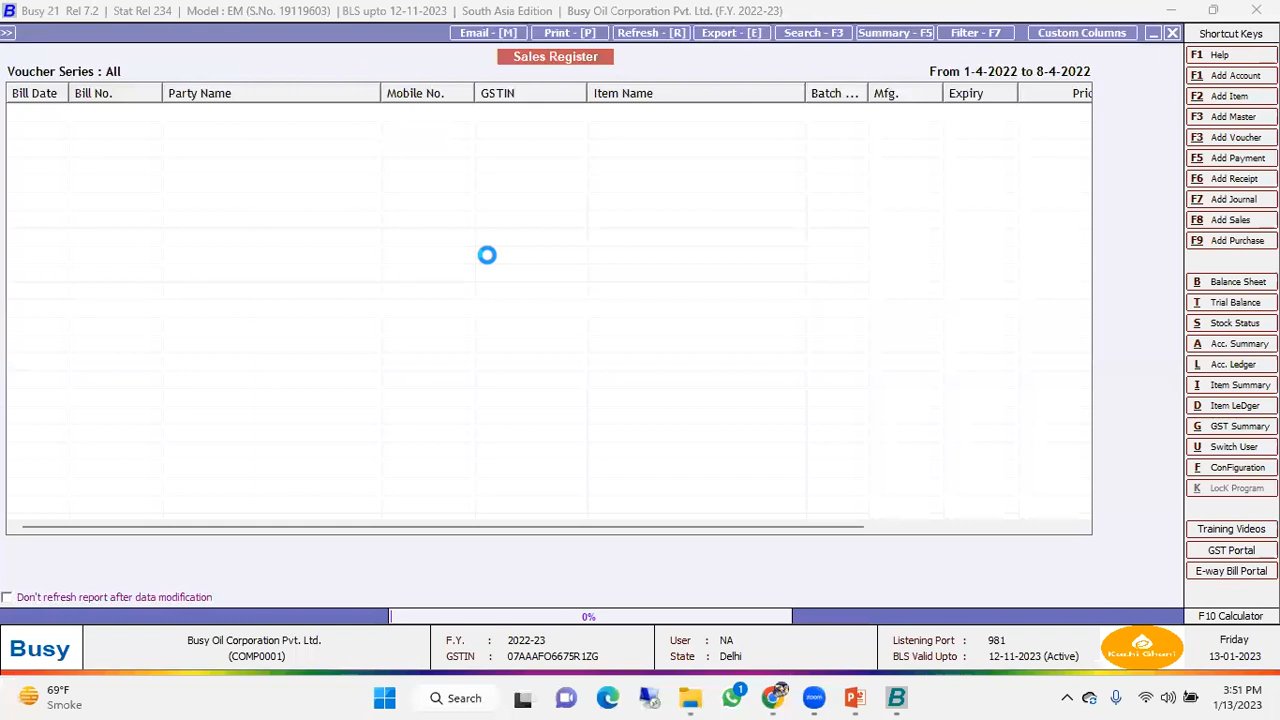 Busy 21 Rel 7.2 | Stat Rel 234 | Model : EM (S.No. 19119603) | BLS upto 12-11-2023 | South Asia Edition | Busy Oil Corporation Pvt. Ltd. (F.Y. 2022-23)
>> Email - [M] Print - [P] Refresh - [R] Export - [E] Search - F3 Summary - F5 Filter - F7 Custom Columns
Sales Register
Voucher Series : All From 1-4-2022 to 8-4-2022
Bill Date Bill No. Party Name Mobile No. GSTIN Item Name Batch ... Mfg. Expiry Pric
Shortcut Keys
F1 Help
F1 Add Account
F2 Add Item
F3 Add Master
F3 Add Voucher
F5 Add Payment
F6 Add Receipt
F7 Add Journal
F8 Add Sales
F9 Add Purchase
B Balance Sheet
T Trial Balance
S Stock Status
A Acc. Summary
L Acc. Ledger
I Item Summary
D Item LeDger
G GST Summary
U Switch User
F ConFiguration
K LocK Program
Training Videos
GST Portal
E-way Bill Portal
Don't refresh report after data modification
0% F10 Calculator
Busy
Busy Oil Corporation Pvt. Ltd.
(COMP0001)
F.Y. : 2022-23
GSTIN : 07AAAFO6675R1ZG
User : NA
State : Delhi
Listening Port : 981
BLS Valid Upto : 12-11-2023 (Active)
Kachi Ghani
Friday
13-01-2023
69°F
Smoke
Search
1
zoom
3:51 PM
1/13/2023